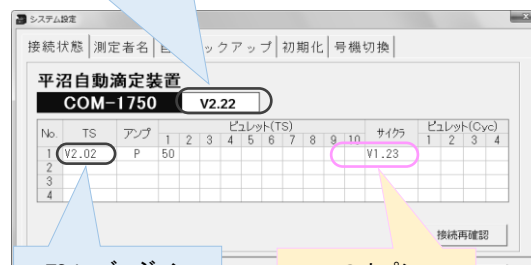 システム設定
接続状態 測定者名 バックアップ 初期化 号機切換
平沼自動滴定装置
COM-1750 V2.22
ビュレット(TS) ビュレット(Cyc)
No. TS アンプ 1 2 3 4 5 6 7 8 9 10 サイクラ 1 2 3 4
1 V2.02 P 50 V1.23
2
3
4
接続再確認